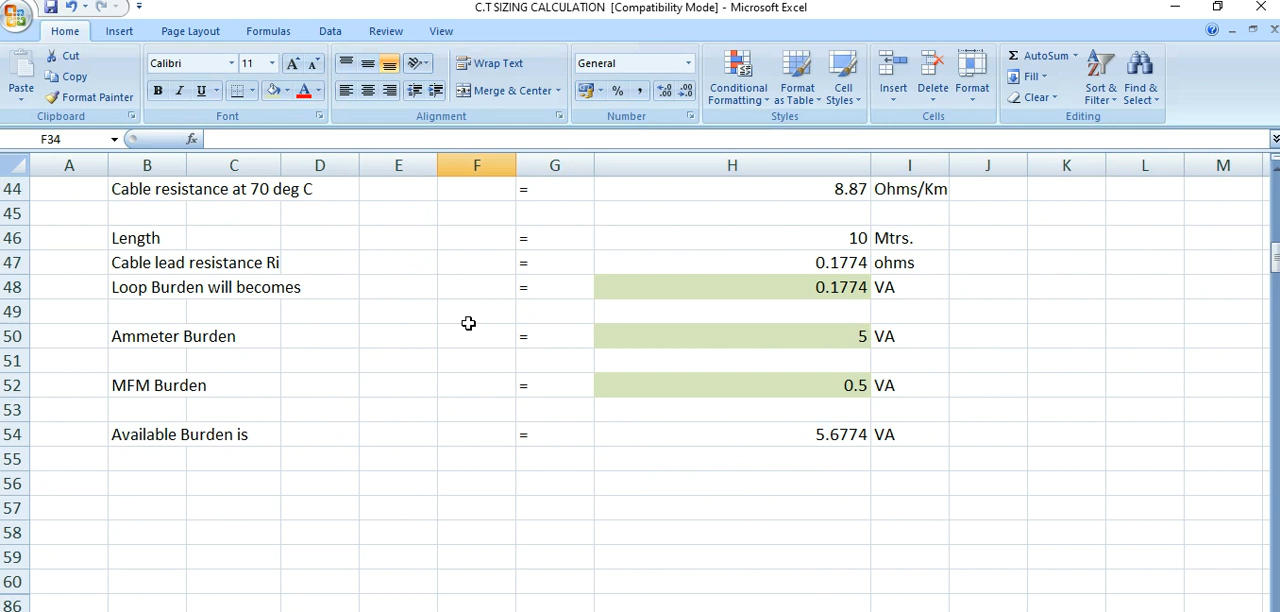 C.T SIZING CALCULATION [Compatibility Mode] - Microsoft Excel
Home Insert Page Layout Formulas Data Review View
Paste Cut Copy Format Painter Clipboard
Calibri 11 A A B I U A Font
Wrap Text Merge & Center Alignment
General % , .0 .00 .00 .0 Number
Conditional Formatting Format as Table Cell Styles Styles
Insert Delete Format Cells
Σ AutoSum Fill Clear Sort & Filter Find & Select Editing
F34 fx
A B C D E F G H I J K L M
44 Cable resistance at 70 deg C = 8.87 Ohms/Km
45
46 Length = 10 Mtrs.
47 Cable lead resistance Ri = 0.1774 ohms
48 Loop Burden will becomes = 0.1774 VA
49
50 Ammeter Burden = 5 VA
51
52 MFM Burden = 0.5 VA
53
54 Available Burden is = 5.6774 VA
55
56
57
58
59
60
86